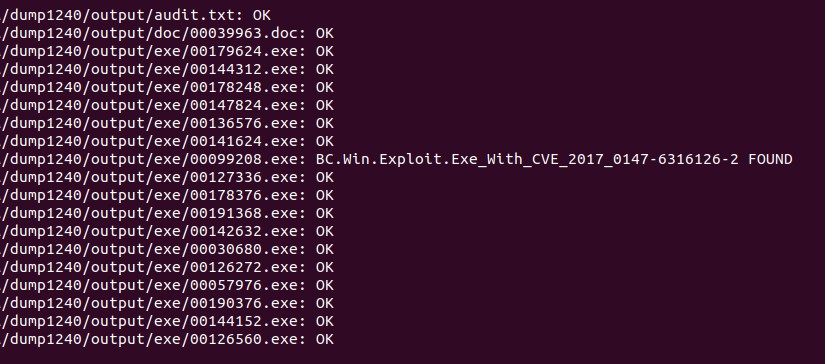 /dump1240/output/audit.txt: OK
/dump1240/output/doc/00039963.doc: OK
/dump1240/output/exe/00179624.exe: OK
/dump1240/output/exe/00144312.exe: OK
/dump1240/output/exe/00178248.exe: OK
/dump1240/output/exe/00147824.exe: OK
/dump1240/output/exe/00136576.exe: OK
/dump1240/output/exe/00141624.exe: OK
/dump1240/output/exe/00099208.exe: BC.Win.Exploit.Exe_With_CVE_2017_0147-6316126-2 FOUND
/dump1240/output/exe/00127336.exe: OK
/dump1240/output/exe/00178376.exe: OK
/dump1240/output/exe/00191368.exe: OK
/dump1240/output/exe/00142632.exe: OK
/dump1240/output/exe/00030680.exe: OK
/dump1240/output/exe/00126272.exe: OK
/dump1240/output/exe/00057976.exe: OK
/dump1240/output/exe/00190376.exe: OK
/dump1240/output/exe/00144152.exe: OK
/dump1240/output/exe/00126560.exe: OK